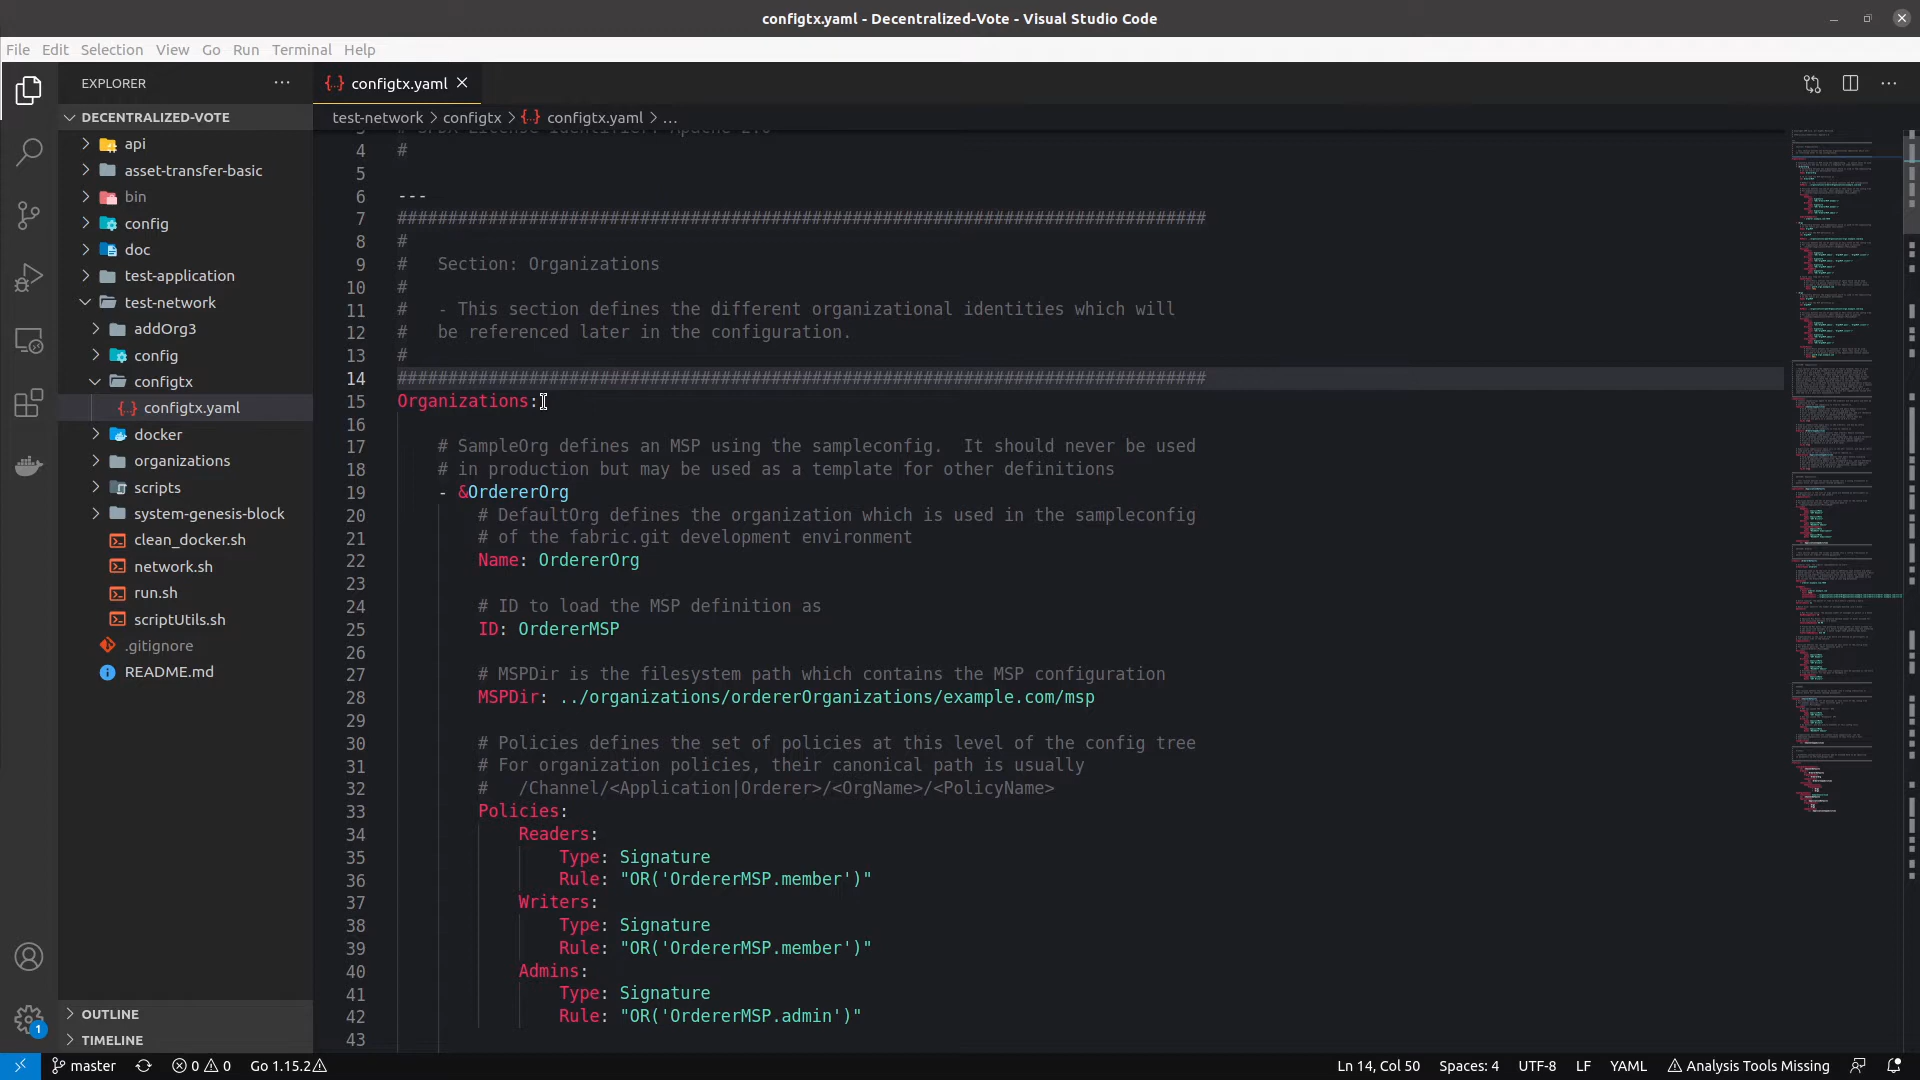 configtx.yaml - Decentralized-Vote - Visual Studio Code
File Edit Selection View Go Run Terminal Help
EXPLORER
DECENTRALIZED-VOTE
api
asset-transfer-basic
bin
config
doc
test-application
test-network
addOrg3
config
configtx
configtx.yaml
docker
organizations
scripts
system-genesis-block
clean_docker.sh
network.sh
run.sh
scriptUtils.sh
.gitignore
README.md
OUTLINE
TIMELINE
configtx.yaml
test-network > configtx > configtx.yaml > ...
# SPDX-License-Identifier: Apache-2.0
4 #
5
6 ---
7 ################################################################################
8 #
9 #   Section: Organizations
10 #
11 #   - This section defines the different organizational identities which will
12 #   be referenced later in the configuration.
13 #
14 ################################################################################
15 Organizations:
16
17 # SampleOrg defines an MSP using the sampleconfig.  It should never be used
18 # in production but may be used as a template for other definitions
19 - &OrdererOrg
20 # DefaultOrg defines the organization which is used in the sampleconfig
21 # of the fabric.git development environment
22 Name: OrdererOrg
23
24 # ID to load the MSP definition as
25 ID: OrdererMSP
26
27 # MSPDir is the filesystem path which contains the MSP configuration
28 MSPDir: ../organizations/ordererOrganizations/example.com/msp
29
30 # Policies defines the set of policies at this level of the config tree
31 # For organization policies, their canonical path is usually
32 #   /Channel/<Application|Orderer>/<OrgName>/<PolicyName>
33 Policies:
34 Readers:
35 Type: Signature
36 Rule: "OR('OrdererMSP.member')"
37 Writers:
38 Type: Signature
39 Rule: "OR('OrdererMSP.member')"
40 Admins:
41 Type: Signature
42 Rule: "OR('OrdererMSP.admin')"
43
1
master 0 0 Go 1.15.2 Ln 14, Col 50 Spaces: 4 UTF-8 LF YAML Analysis Tools Missing